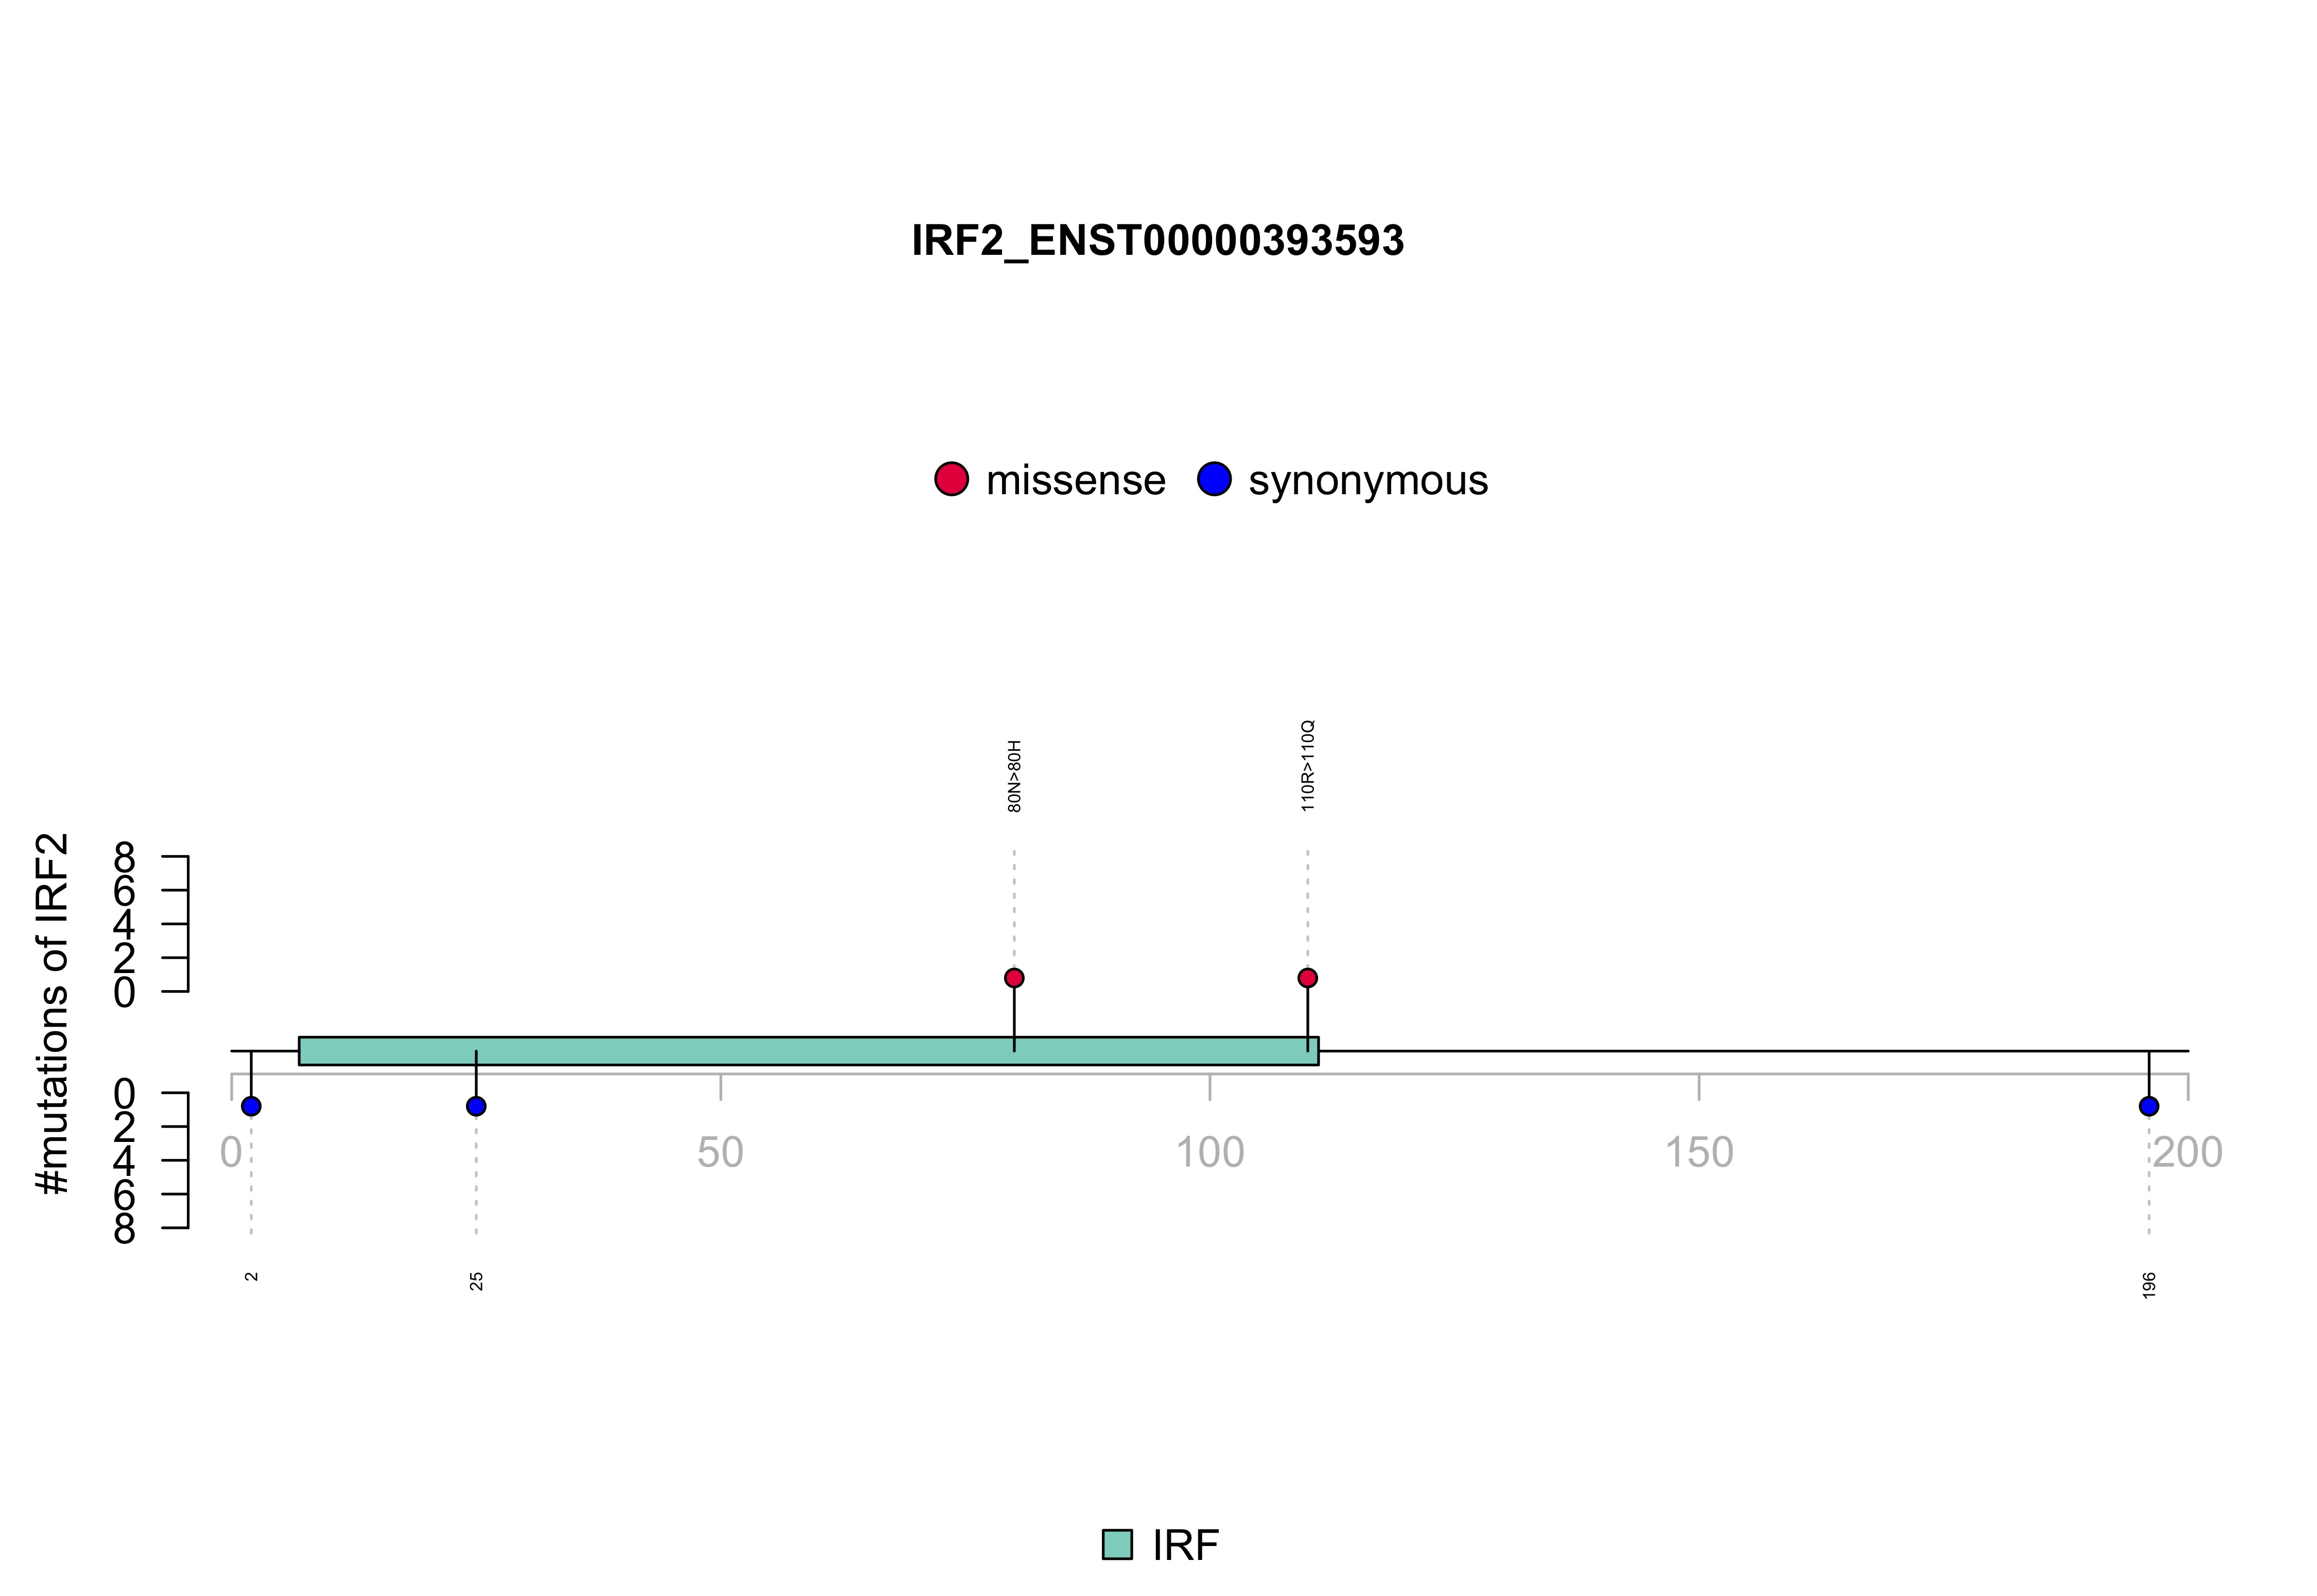 IRF2_ENST00000393593
missense
synonymous
80N>80H
110R>110Q
#mutations of IRF2
8
6
4
2
0
0
2
4
6
8
0
50
100
150
200
2
25
196
IRF